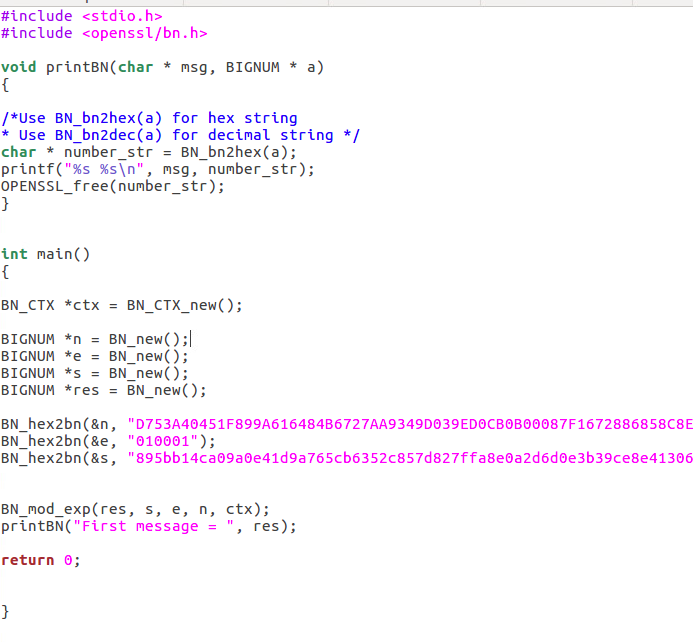 #include <stdio.h>
#include <openssl/bn.h>
void printBN(char * msg, BIGNUM * a)
{
/*Use BN_bn2hex(a) for hex string
* Use BN_bn2dec(a) for decimal string */
char * number_str = BN_bn2hex(a);
printf("%s %s\n", msg, number_str);
OPENSSL_free(number_str);
}
int main()
{
BN_CTX *ctx = BN_CTX_new();
BIGNUM *n = BN_new();
BIGNUM *e = BN_new();
BIGNUM *s = BN_new();
BIGNUM *res = BN_new();
BN_hex2bn(&n, "D753A40451F899A616484B6727AA9349D039ED0CB0B00087F1672886858C8E
BN_hex2bn(&e, "010001");
BN_hex2bn(&s, "895bb14ca09a0e41d9a765cb6352c857d827ffa8e0a2d6d0e3b39ce8e41306
BN_mod_exp(res, s, e, n, ctx);
printBN("First message = ", res);
return 0;
}